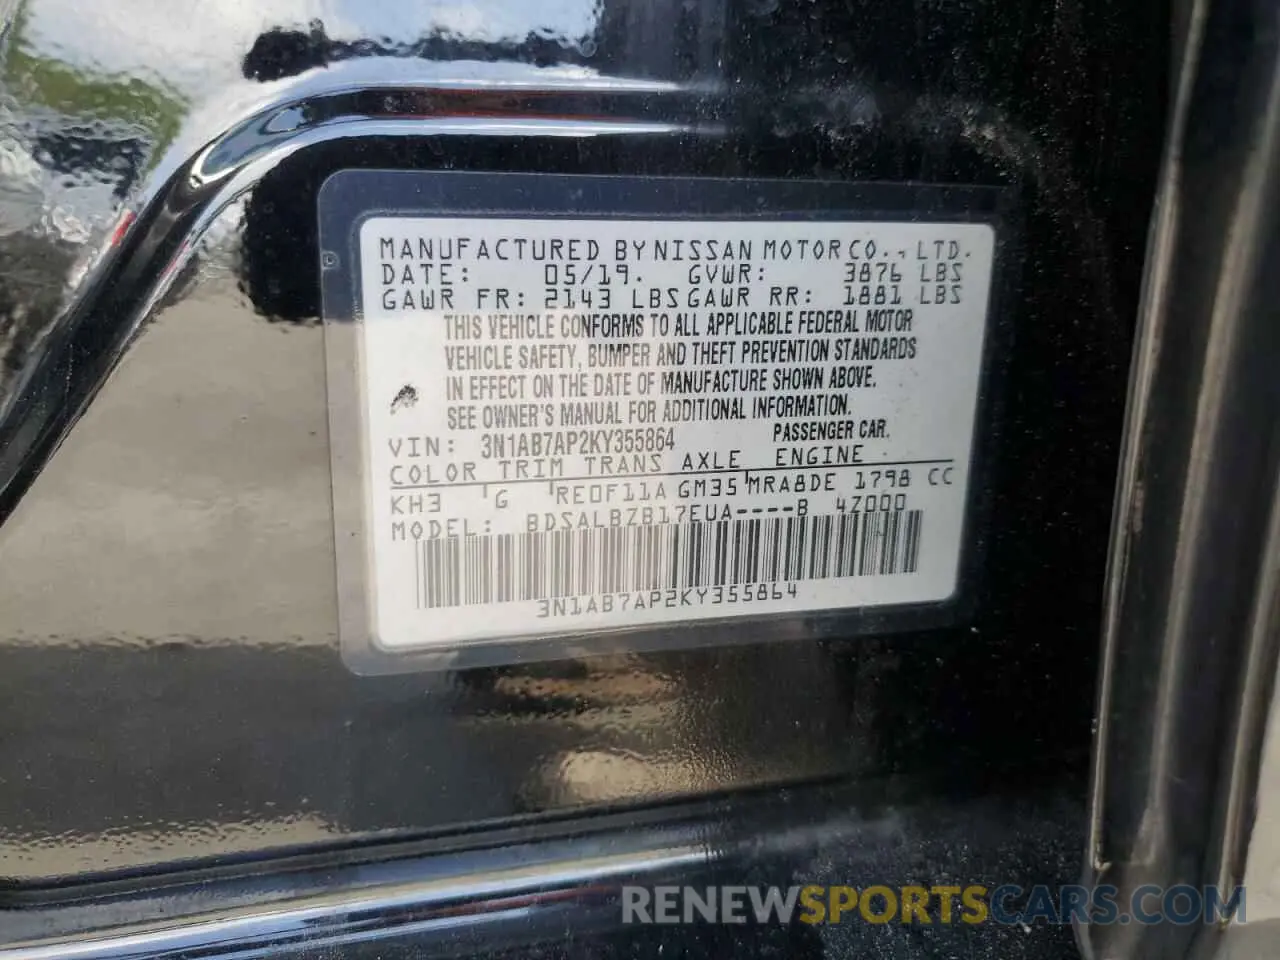 MANUFACTURED BY NISSAN MOTOR CO., LTD.
DATE: 05/19. GVWR: 3876 LBS
GAWR FR: 2143 LBS GAWR RR: 1881 LBS
THIS VEHICLE CONFORMS TO ALL APPLICABLE FEDERAL MOTOR
VEHICLE SAFETY, BUMPER AND THEFT PREVENTION STANDARDS
IN EFFECT ON THE DATE OF MANUFACTURE SHOWN ABOVE.
SEE OWNER'S MANUAL FOR ADDITIONAL INFORMATION.
VIN: 3N1AB7AP2KY355864 PASSENGER CAR.
COLOR TRIM TRANS AXLE ENGINE
KH3 G RE0F11A GM35 MRA8DE 1798 CC
MODEL: BDSALBZB17EUA----B 4Z000
3N1AB7AP2KY355864
RENEWSPORTSCARS.COM